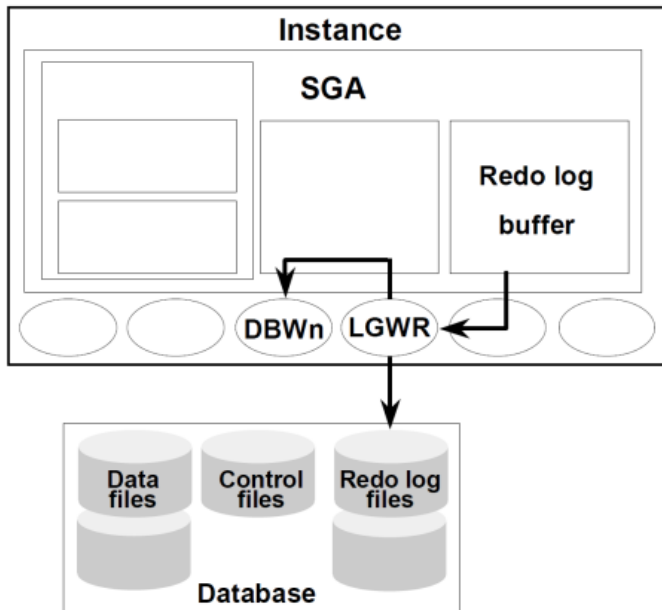 Instance
SGA
Redo log
buffer
DBWn
LGWR
Data
files
Control
files
Redo log
files
Database